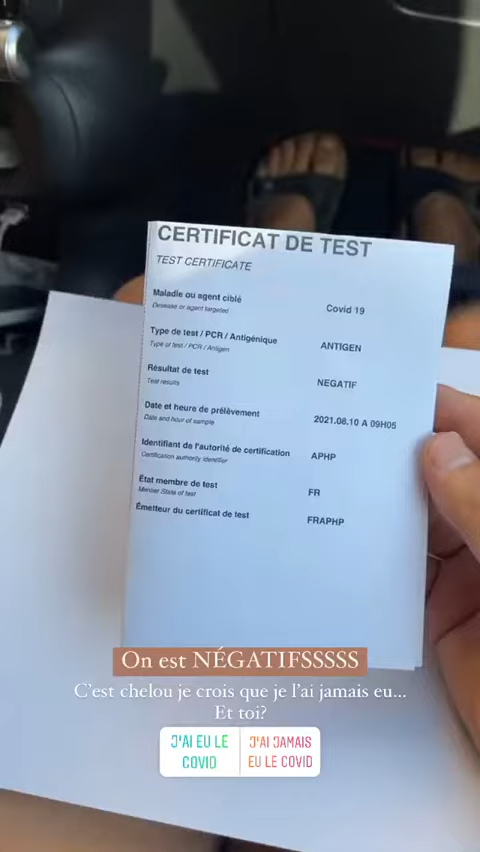 CERTIFICAT DE TEST
TEST CERTIFICATE
Maladie ou agent ciblé
Covid 19
Desease or agent targeted
Type de test / PCR / Antigénique
ANTIGEN
Type of test / PCR / Antigen
Résultat de test
NEGATIF
Test results
Date et heure de prélèvement
2021.08.10 A 09H05
Date and hour of sample
Identifiant de l'autorité de certification
APHP
Certification authority identifier
État membre de test
FR
Member State of test
Émetteur du certificat de test
FRAPHP
On est NÉGATIFSSSSS
C'est chelou je crois que je l'ai jamais eu...
Et toi?
J'AI EU LE
COVID
J'AI JAMAIS
EU LE COVID